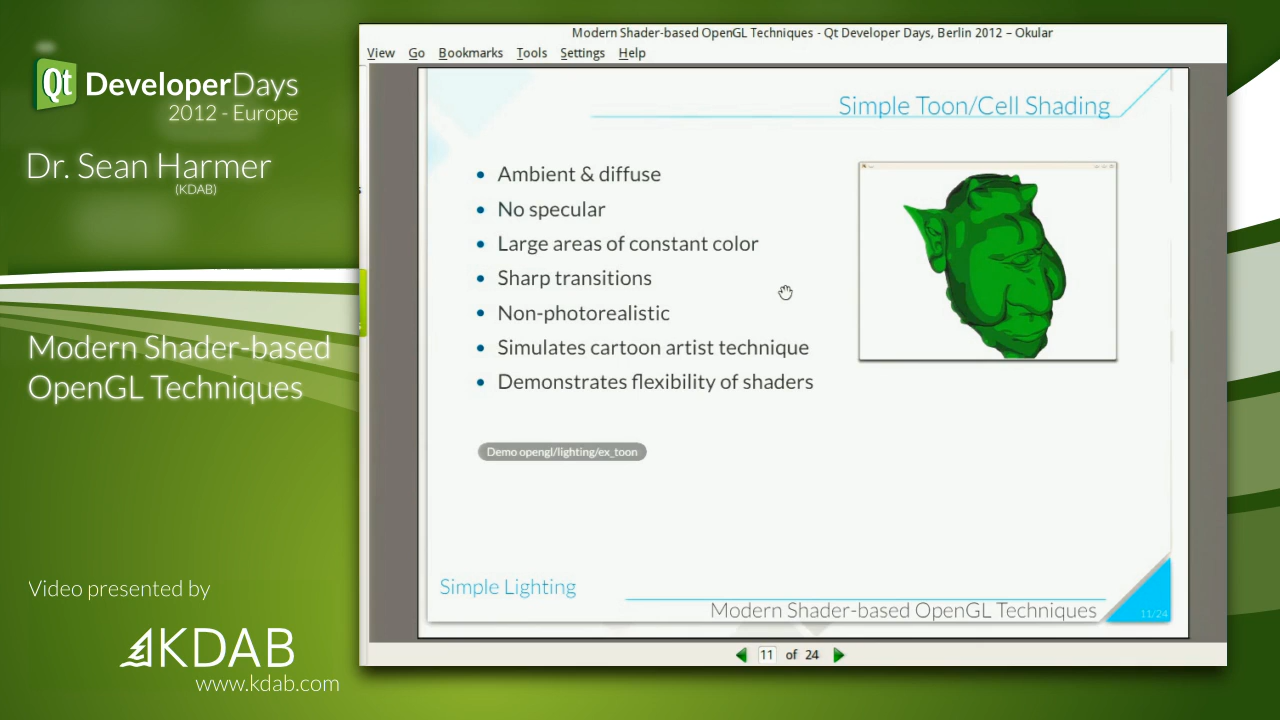 Qt DeveloperDays
2012 - Europe
Dr. Sean Harmer
(KDAB)
Modern Shader-based
OpenGL Techniques
Video presented by
KDAB
www.kdab.com
Modern Shader-based OpenGL Techniques - Qt Developer Days, Berlin 2012 – Okular
View Go Bookmarks Tools Settings Help
Simple Toon/Cell Shading
• Ambient & diffuse
• No specular
• Large areas of constant color
• Sharp transitions
• Non-photorealistic
• Simulates cartoon artist technique
• Demonstrates flexibility of shaders
Demo opengl/lighting/ex_toon
Simple Lighting
Modern Shader-based OpenGL Techniques
11/24
11 of 24